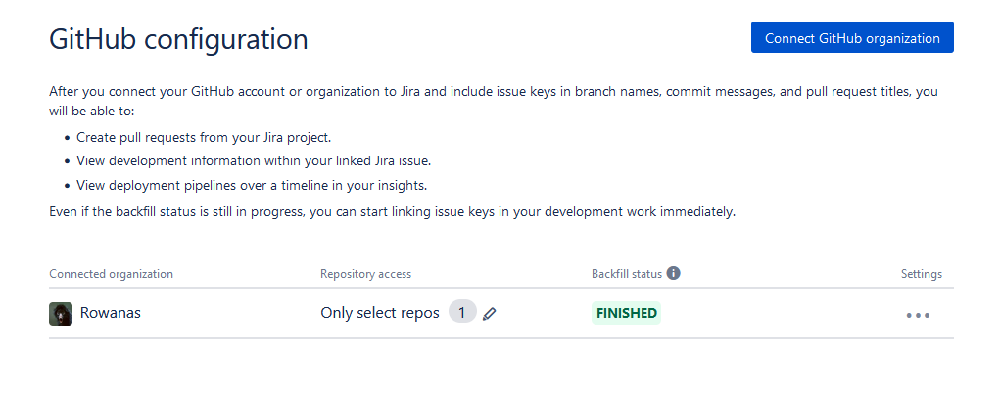 GitHub configuration
Connect GitHub organization
After you connect your GitHub account or organization to Jira and include issue keys in branch names, commit messages, and pull request titles, you
will be able to:
• Create pull requests from your Jira project.
• View development information within your linked Jira issue.
• View deployment pipelines over a timeline in your insights.
Even if the backfill status is still in progress, you can start linking issue keys in your development work immediately.
Connected organization Repository access Backfill status i Settings
Rowanas Only select repos 1 FINISHED